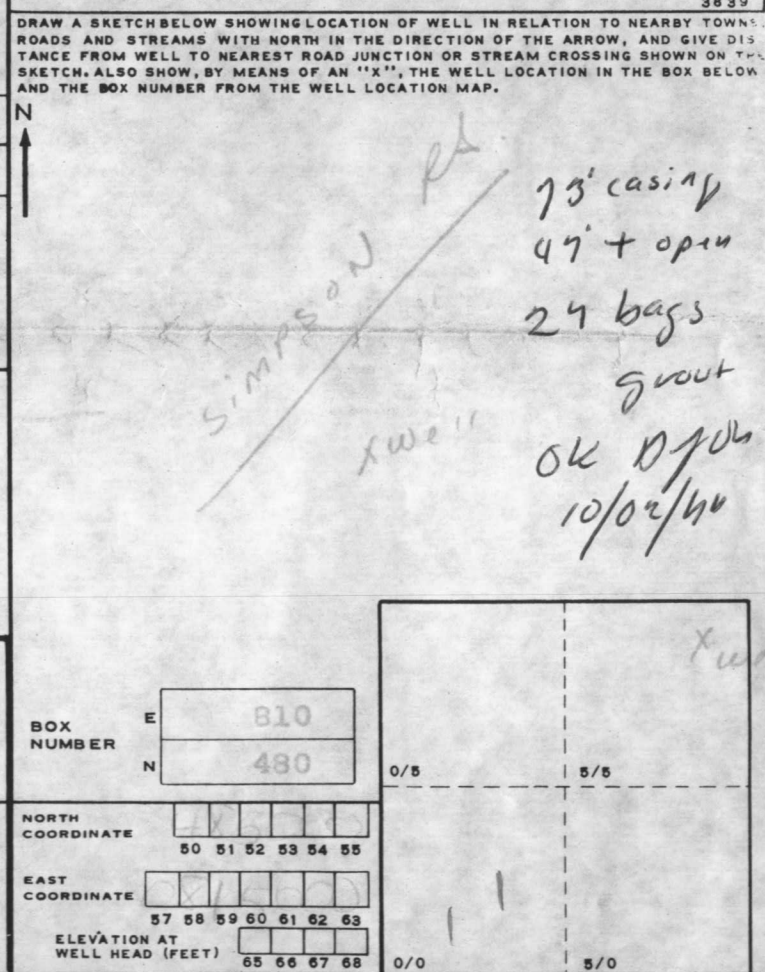 3639
DRAW A SKETCH BELOW SHOWING LOCATION OF WELL IN RELATION TO NEARBY TOWNS
ROADS AND STREAMS WITH NORTH IN THE DIRECTION OF THE ARROW, AND GIVE DIS
TANCE FROM WELL TO NEAREST ROAD JUNCTION OR STREAM CROSSING SHOWN ON THE
SKETCH. ALSO SHOW, BY MEANS OF AN "X", THE WELL LOCATION IN THE BOX BELOW
AND THE BOX NUMBER FROM THE WELL LOCATION MAP.
N
SIMPSON Rd
casing
+ open
24 bags
grout
x well
OK
X
BOX
NUMBER
E 810
N 480
0/5 5/5
NORTH
COORDINATE
50 51 52 53 54 55
EAST
COORDINATE
57 58 59 60 61 62 63
ELEVATION AT
WELL HEAD (FEET)
65 66 67 68
0/0 5/0